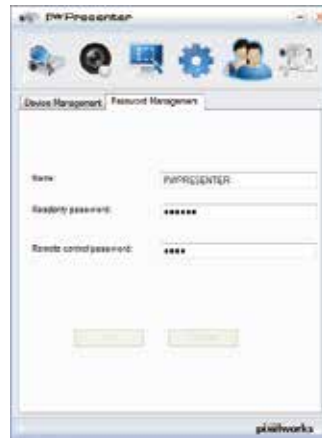 PWPresenter
Device Management Password Management
Name: PWPRESENTER
Readonly password: ••••••
Remote control password: ••••
pixelworks